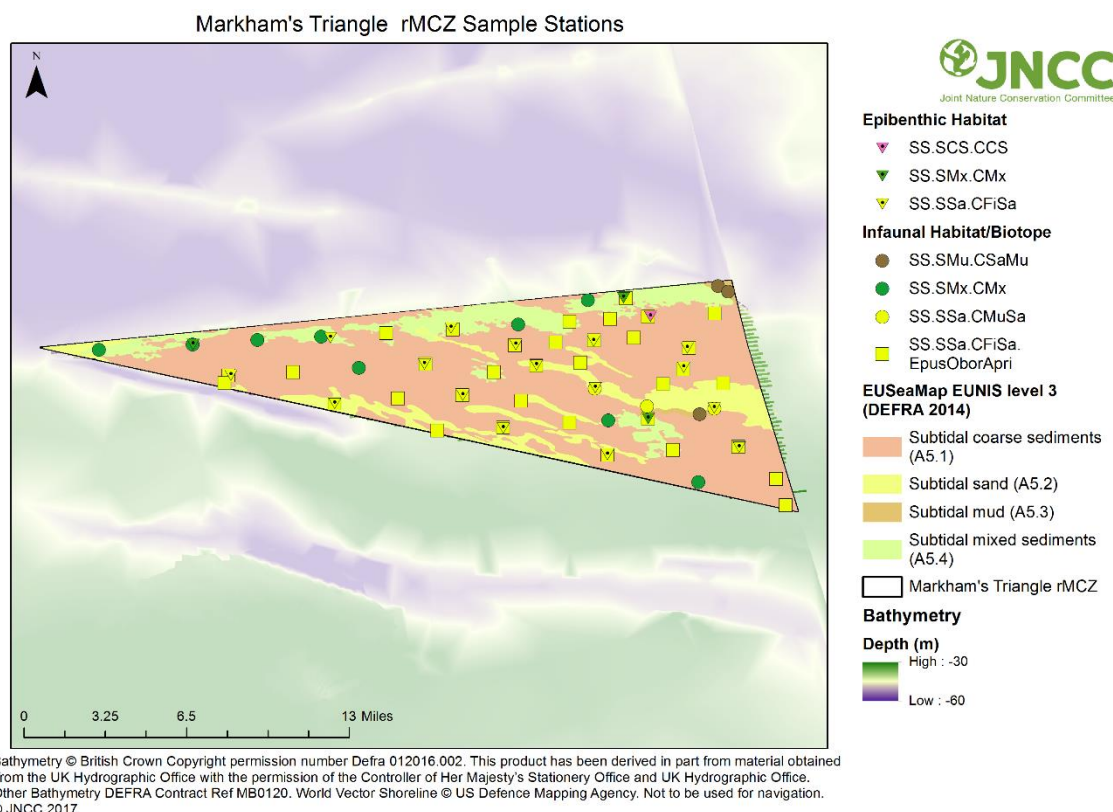 Markham's Triangle rMCZ Sample Stations
N
JNCC
Joint Nature Conservation Committee
Epibenthic Habitat
SS.SCS.CCS
SS.SMx.CMx
SS.SSa.CFiSa
Infaunal Habitat/Biotope
SS.SMu.CSaMu
SS.SMx.CMx
SS.SSa.CMuSa
SS.SSa.CFiSa.
EpusOborApri
EUSeaMap EUNIS level 3
(DEFRA 2014)
Subtidal coarse sediments
(A5.1)
Subtidal sand (A5.2)
Subtidal mud (A5.3)
Subtidal mixed sediments
(A5.4)
Markham's Triangle rMCZ
Bathymetry
Depth (m)
High : -30
Low : -60
0 3.25 6.5 13 Miles
Bathymetry © British Crown Copyright permission number Defra 012016.002. This product has been derived in part from material obtained
from the UK Hydrographic Office with the permission of the Controller of Her Majesty's Stationery Office and UK Hydrographic Office.
Other Bathymetry DEFRA Contract Ref MB0120. World Vector Shoreline © US Defence Mapping Agency. Not to be used for navigation.
© JNCC 2017